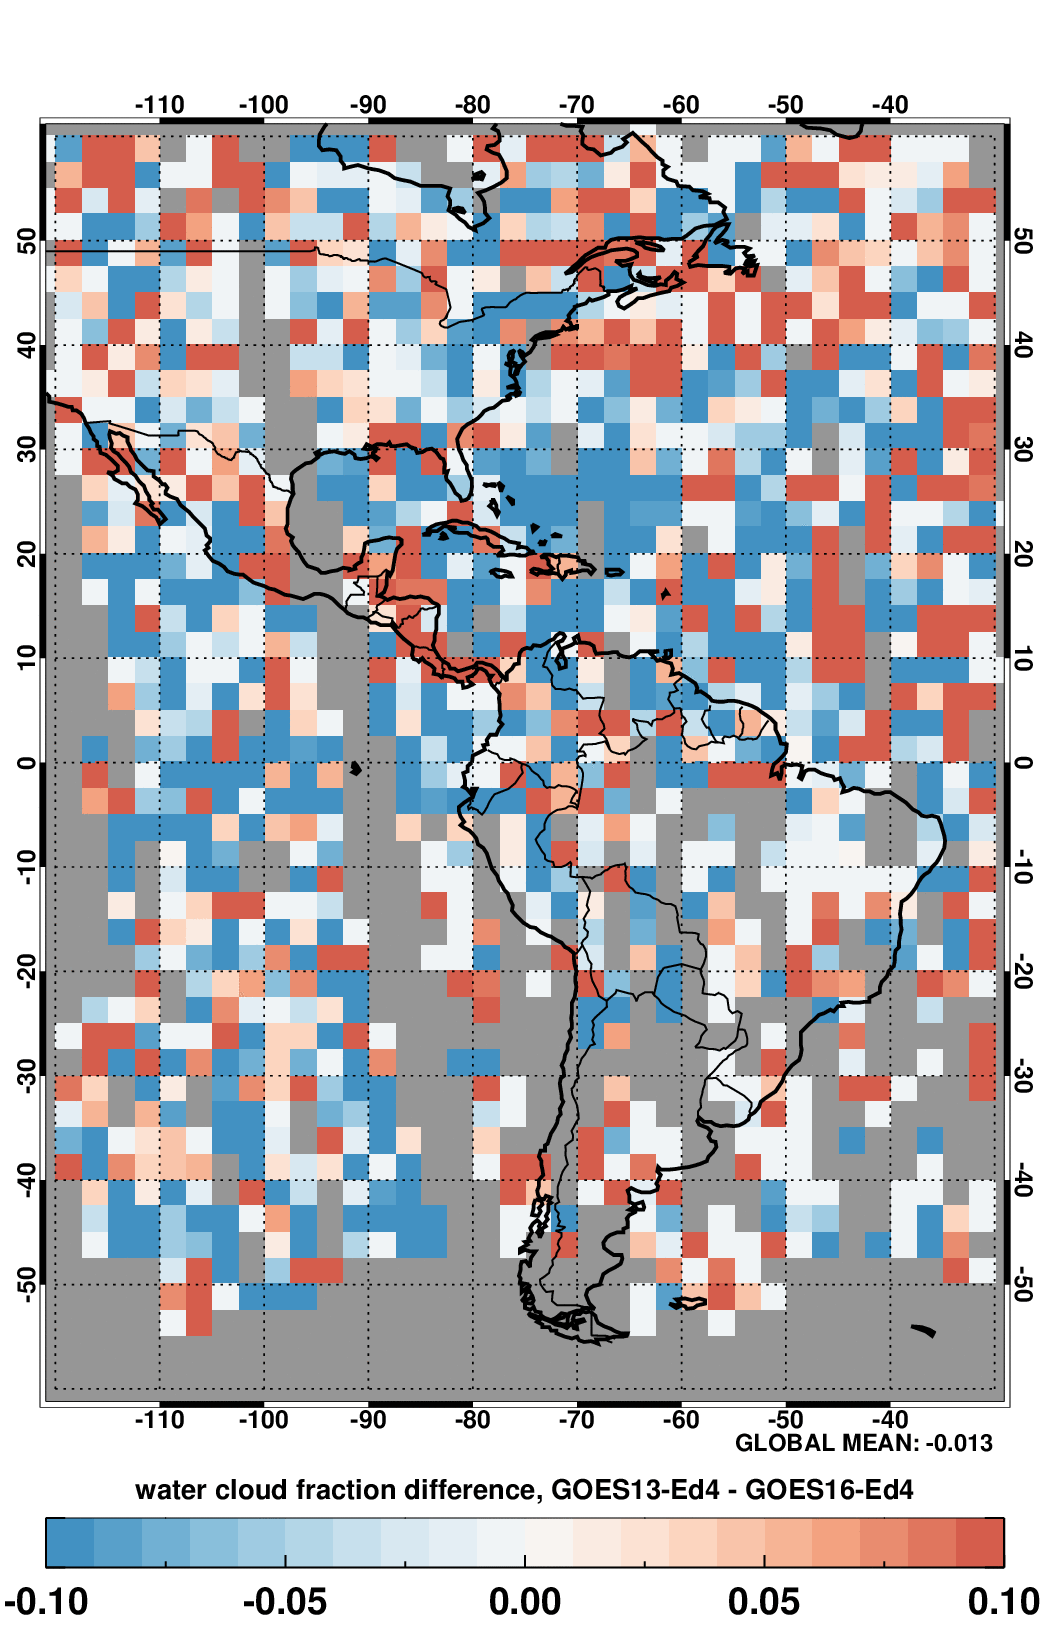 -110 -100 -90 -80 -70 -60 -50 -40
50 50
40 40
30 30
20 20
10 10
0 0
-10 -10
-20 -20
-30 -30
-40 -40
-50 -50
-110 -100 -90 -80 -70 -60 -50 -40
GLOBAL MEAN: -0.013
water cloud fraction difference, GOES13-Ed4 - GOES16-Ed4
-0.10 -0.05 0.00 0.05 0.10